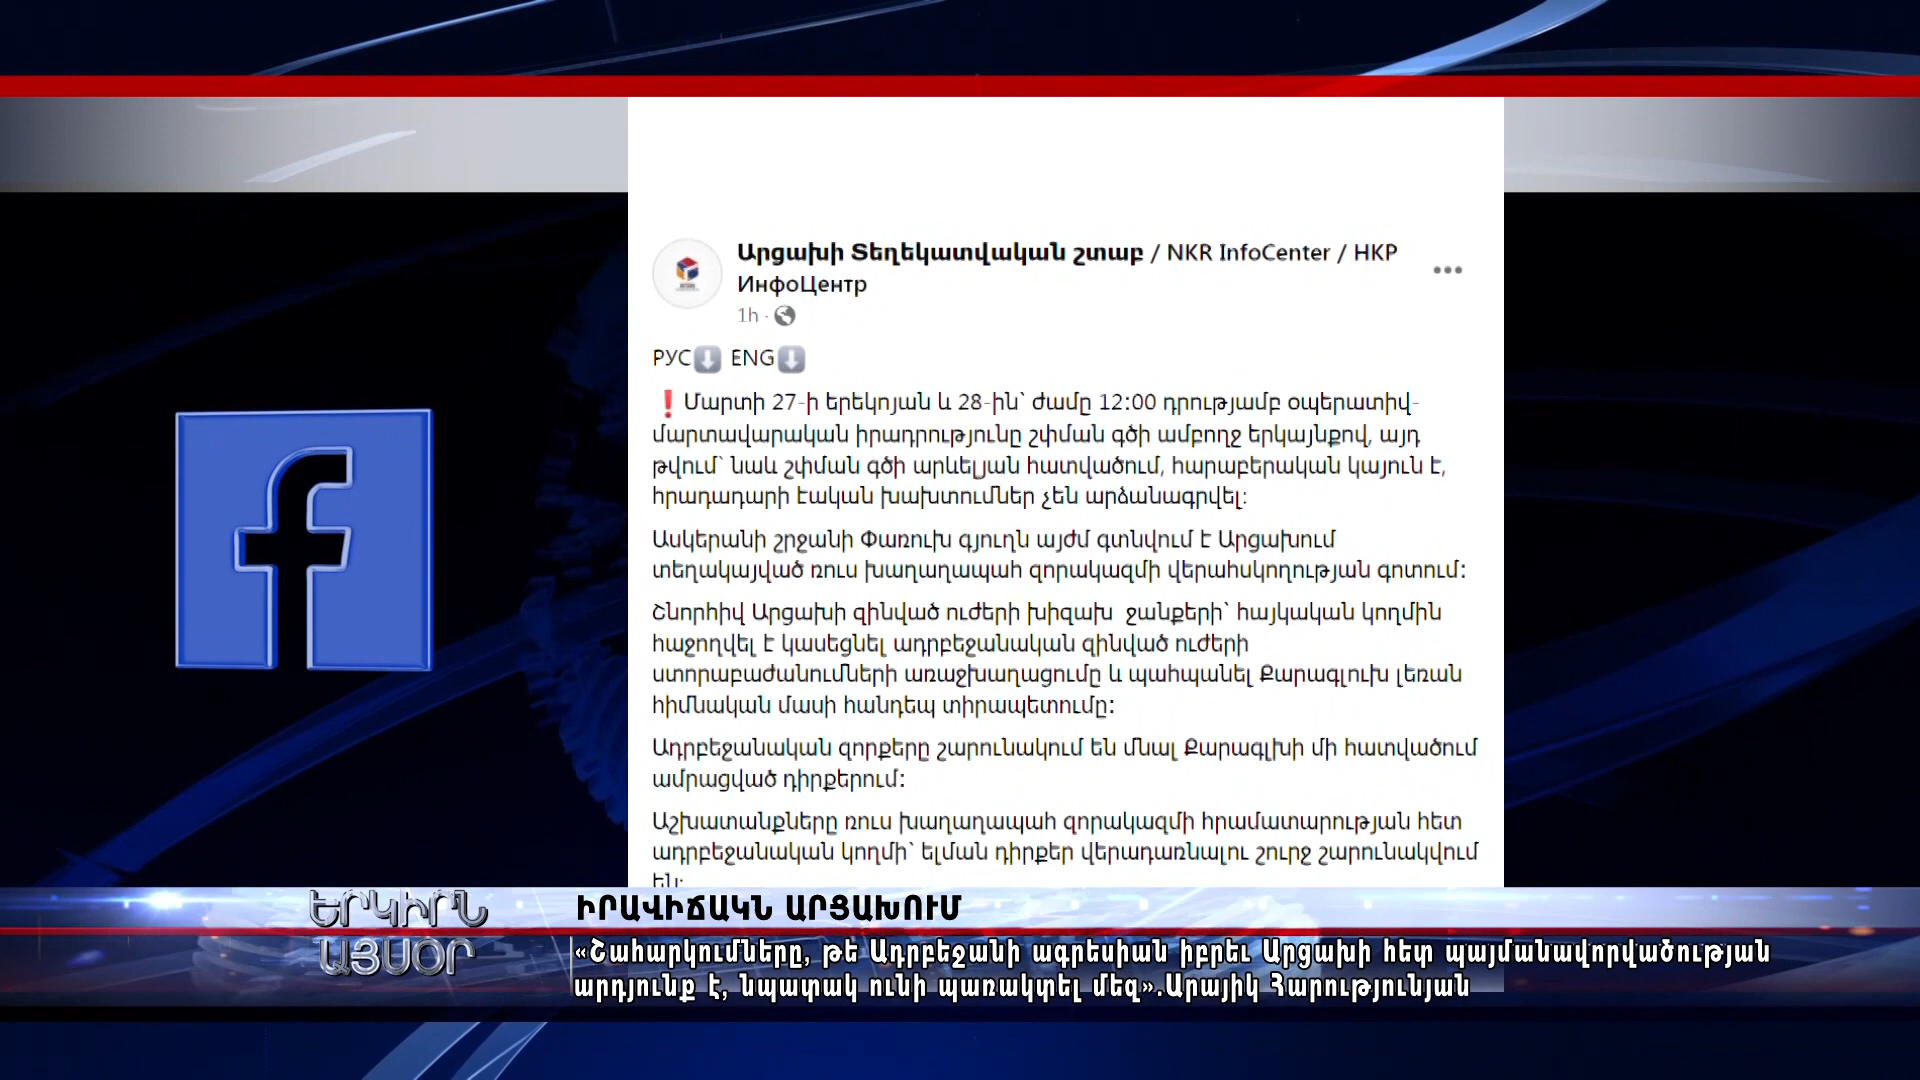 Արցախի Տեղեկատվական շտաբ / NKR InfoCenter / НКР
ИнфоЦентр
1h ·
РУС⬇ ENG⬇
❗Մարտի 27-ի երեկոյան և 28-ին՝ ժամը 12:00 դրությամբ օպերատիվ-
մարտավարական իրադրությունը շփման գծի ամբողջ երկայնքով, այդ
թվում՝ նաև շփման գծի արևելյան հատվածում, հարաբերական կայուն է,
հրադադարի էական խախտումներ չեն արձանագրվել:
Ասկերանի շրջանի Փառուխ գյուղն այժմ գտնվում է Արցախում
տեղակայված ռուս խաղաղապահ զորակազմի վերահսկողության գոտում:
Շնորհիվ Արցախի զինված ուժերի խիզախ ջանքերի՝ հայկական կողմին
հաջողվել է կասեցնել ադրբեջանական զինված ուժերի
ստորաբաժանումների առաջխաղացումը և պահպանել Քարագլուխ լեռան
հիմնական մասի հանդեպ տիրապետումը:
Ադրբեջանական զորքերը շարունակում են մնալ Քարագլխի մի հատվածում
ամրացված դիրքերում:
Աշխատանքները ռուս խաղաղապահ զորակազմի հրամատարության հետ
ադրբեջանական կողմի՝ ելման դիրքեր վերադառնալու շուրջ շարունակվում
են:
ԵՐԿԻՐՆ
ԱՅՍՕՐ
ԻՐԱՎԻՃԱԿՆ ԱՐՑԱԽՈՒՄ
«Շահարկումները, թե Ադրբեջանի ագրեսիան իբրեւ Արցախի հետ պայմանավորվածության
արդյունք է, նպատակ ունի պառակտել մեզ».Արայիկ Հարությունյան